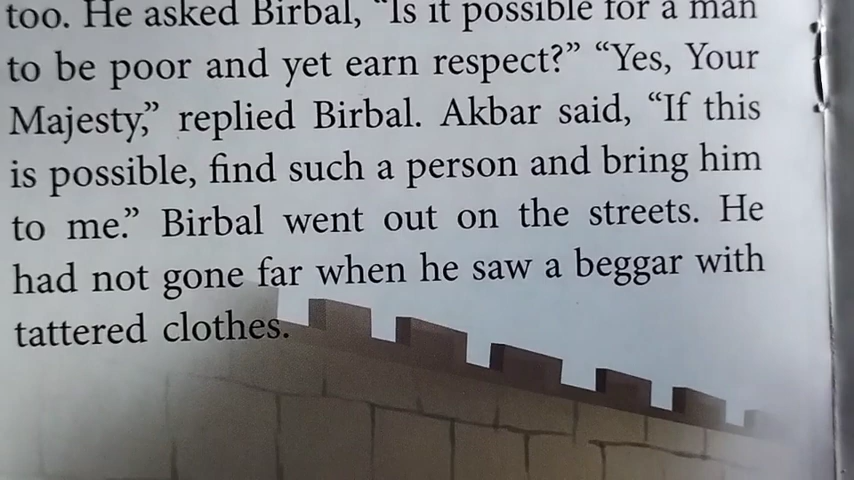 too. He asked Birbal, “Is it possible for a man
to be poor and yet earn respect?” “Yes, Your
Majesty,” replied Birbal. Akbar said, “If this
is possible, find such a person and bring him
to me.” Birbal went out on the streets. He
had not gone far when he saw a beggar with
tattered clothes.